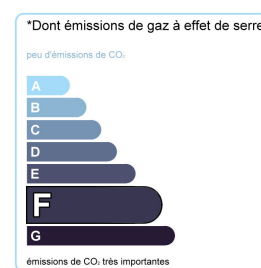 *Dont émissions de gaz à effet de serre
peu d'émissions de CO₂
A
B
C
D
E
F
G
émissions de CO₂ très importantes